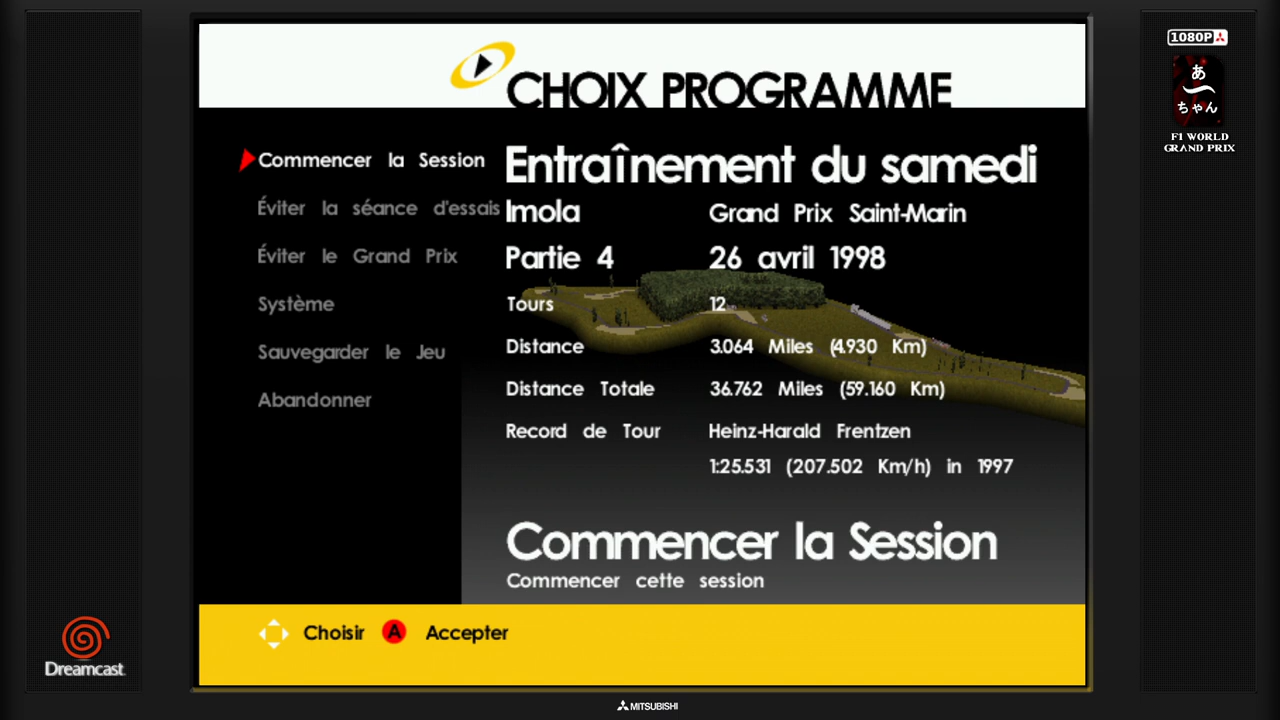 CHOIX PROGRAMME
Commencer la Session
Éviter la séance d'essais
Éviter le Grand Prix
Système
Sauvegarder le Jeu
Abandonner
Entraînement du samedi
Imola Grand Prix Saint-Marin
Partie 4 26 avril 1998
Tours 12
Distance 3.064 Miles (4.930 Km)
Distance Totale 36.762 Miles (59.160 Km)
Record de Tour Heinz-Harald Frentzen
1:25.531 (207.502 Km/h) in 1997
Commencer la Session
Commencer cette session
Choisir A Accepter
1080P
あ
ー
ちゃん
F1 WORLD
GRAND PRIX
Dreamcast
MITSUBISHI